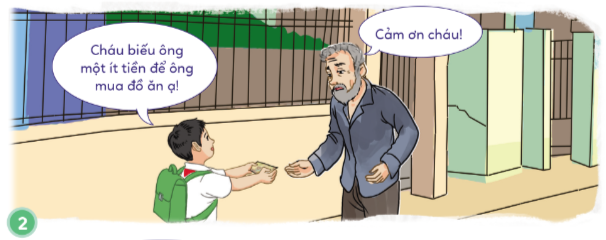 Cháu biếu ông
một ít tiền để ông
mua đồ ăn ạ!
Cảm ơn cháu!
2